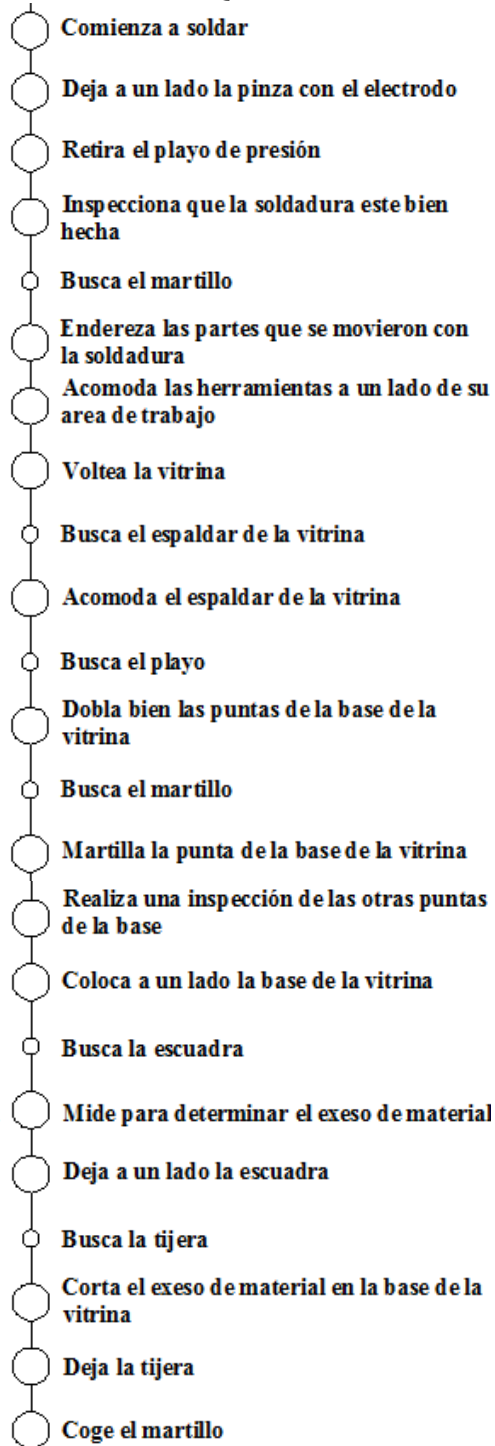 Comienza a soldar
Deja a un lado la pinza con el electrodo
Retira el playo de presión
Inspecciona que la soldadura este bien
hecha
Busca el martillo
Endereza las partes que se movieron con
la soldadura
Acomoda las herramientas a un lado de su
area de trabajo
Voltea la vitrina
Busca el espaldar de la vitrina
Acomoda el espaldar de la vitrina
Busca el playo
Dobla bien las puntas de la base de la
vitrina
Busca el martillo
Martilla la punta de la base de la vitrina
Realiza una inspección de las otras puntas
de la base
Coloca a un lado la base de la vitrina
Busca la escuadra
Mide para determinar el exeso de material
Deja a un lado la escuadra
Busca la tijera
Corta el exeso de material en la base de la
vitrina
Deja la tijera
Coge el martillo